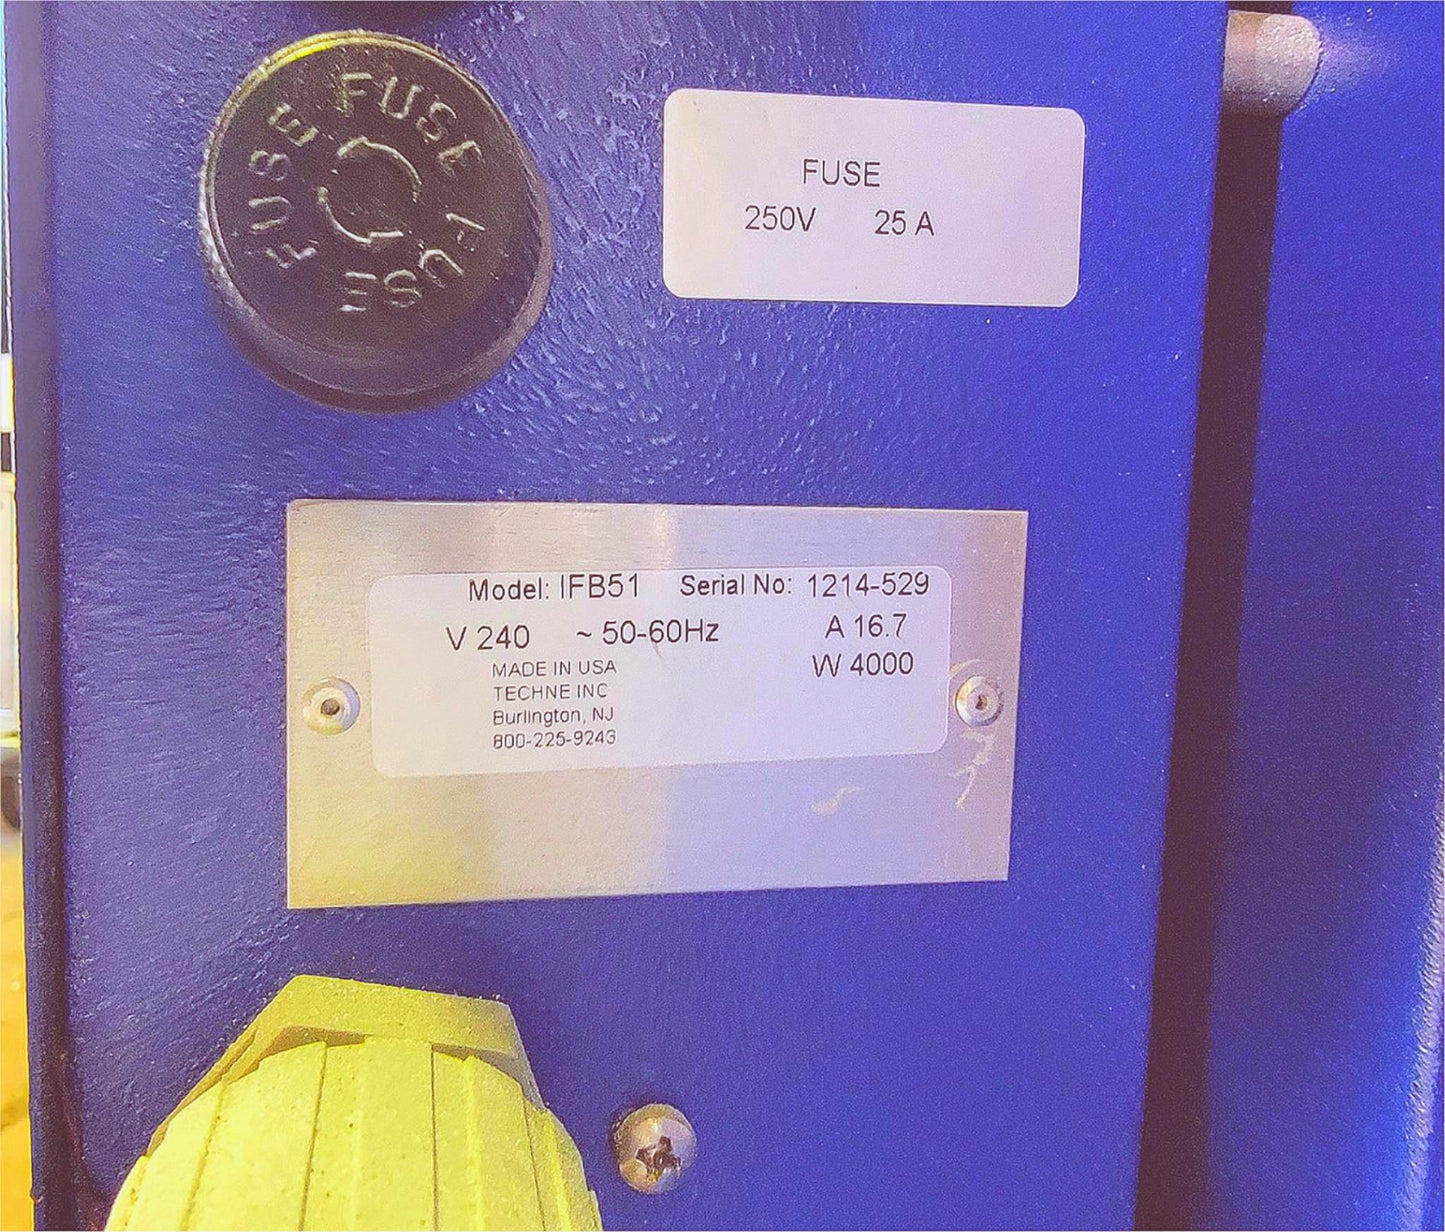 FUSE FUSE FUSE
FUSE
250V 25 A
Model: IFB51 Serial No: 1214-529
V 240 ~ 50-60Hz A 16.7
MADE IN USA W 4000
TECHNE INC
Burlington, NJ
800-225-9243